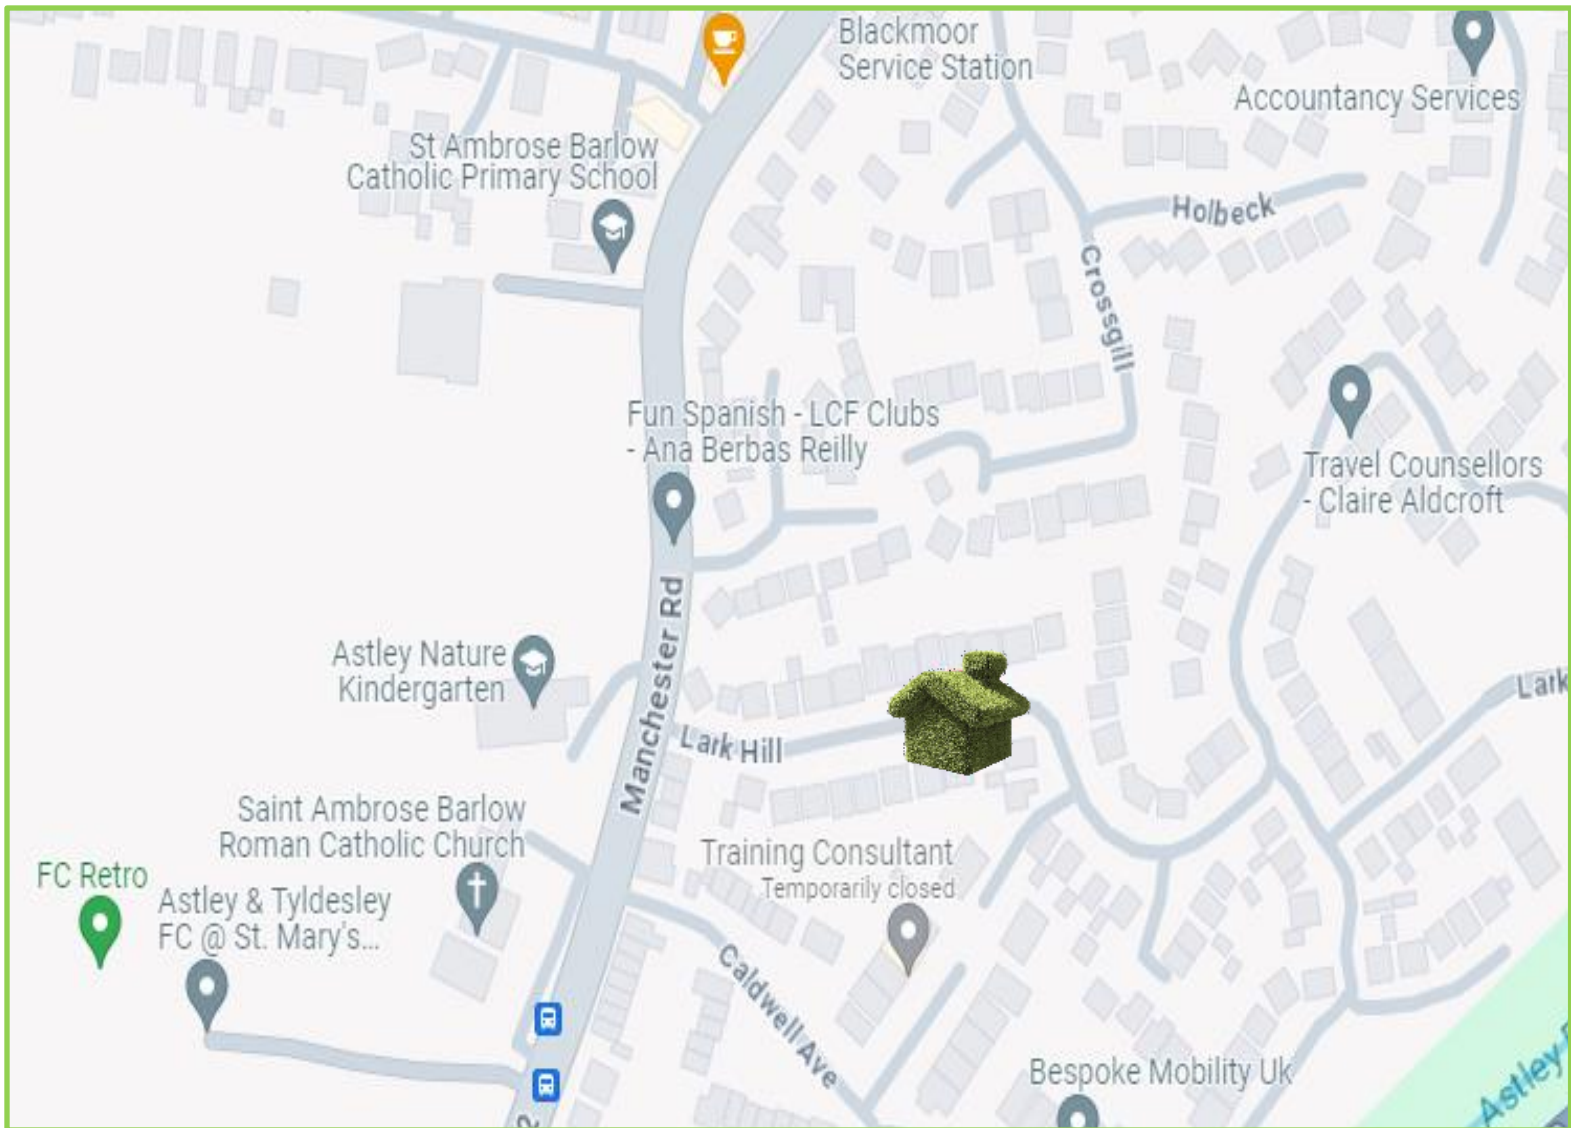 Blackmoor
Service Station
Accountancy Services
St Ambrose Barlow
Catholic Primary School
Holbeck
Crossgill
Fun Spanish - LCF Clubs
- Ana Berbas Reilly
Travel Counsellors
- Claire Aldcroft
Manchester Rd
Astley Nature
Kindergarten
Lark
Lark Hill
Saint Ambrose Barlow
Roman Catholic Church
Training Consultant
Temporarily closed
FC Retro
Astley & Tyldesley
FC @ St. Mary's...
Caldwell Ave
Bespoke Mobility Uk
Astley